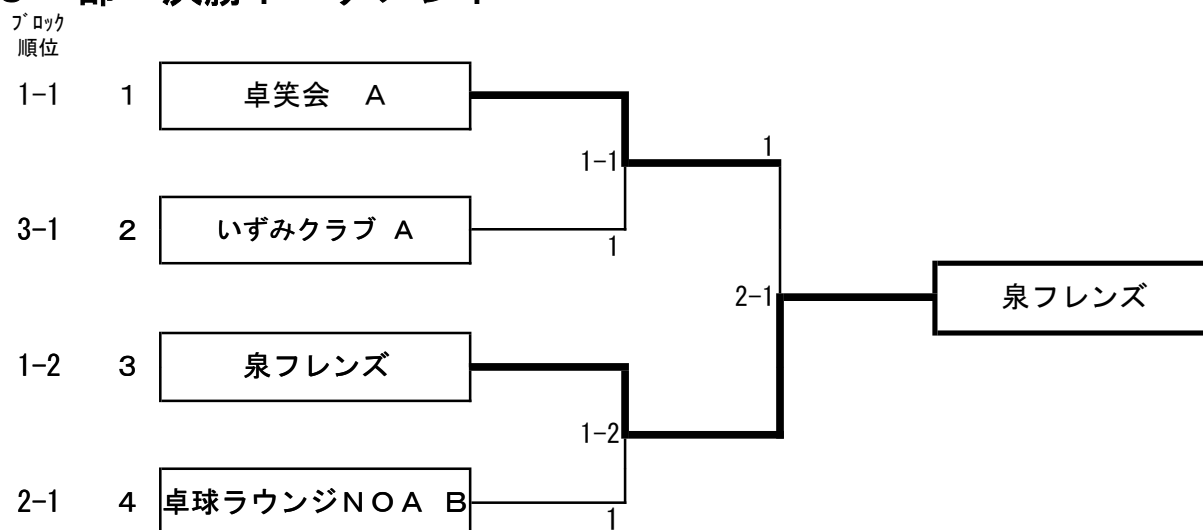 ﾌﾞﾛｯｸ
順位
1-1 1 卓笑会 A
1
1-1
3-1 2 いずみクラブ A
1
2-1 泉フレンズ
1-2 3 泉フレンズ
1-2
2-1 4 卓球ラウンジNOA B
1